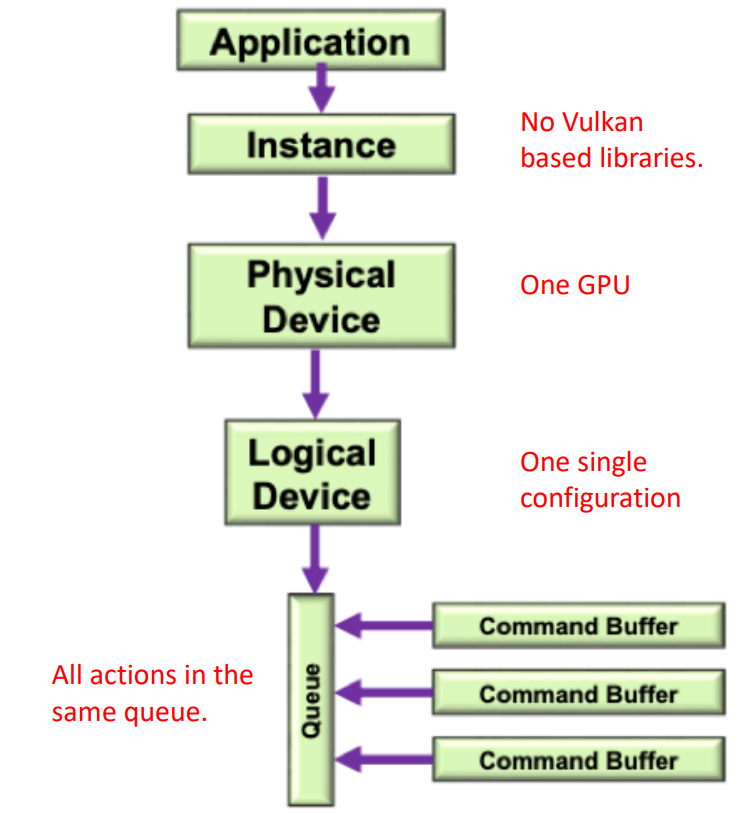 Application
Instance
No Vulkan
based libraries.
Physical
Device
One GPU
Logical
Device
One single
configuration
All actions in the
same queue.
Queue
Command Buffer
Command Buffer
Command Buffer